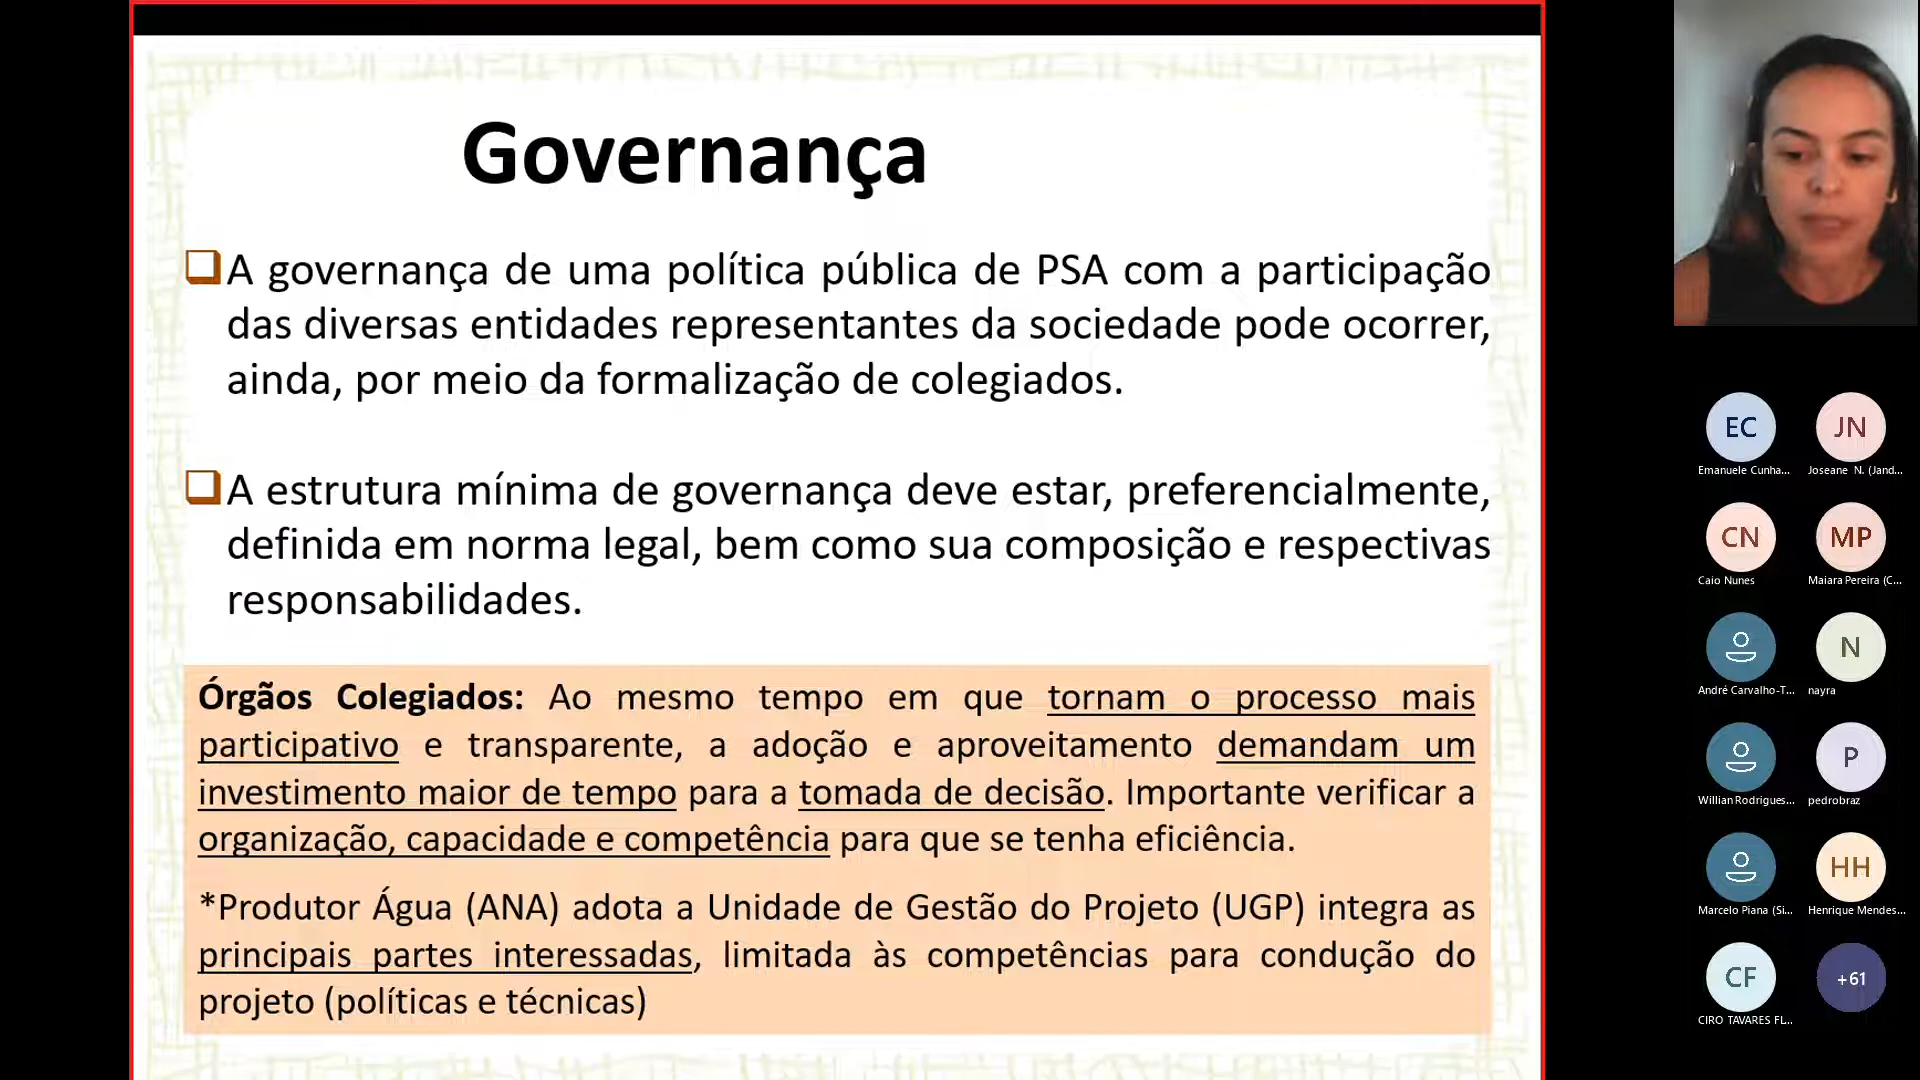 Governança
A governança de uma política pública de PSA com a participação
das diversas entidades representantes da sociedade pode ocorrer,
ainda, por meio da formalização de colegiados.
A estrutura mínima de governança deve estar, preferencialmente,
definida em norma legal, bem como sua composição e respectivas
responsabilidades.
Órgãos Colegiados: Ao mesmo tempo em que tornam o processo mais
participativo e transparente, a adoção e aproveitamento demandam um
investimento maior de tempo para a tomada de decisão. Importante verificar a
organização, capacidade e competência para que se tenha eficiência.
*Produtor Água (ANA) adota a Unidade de Gestão do Projeto (UGP) integra as
principais partes interessadas, limitada às competências para condução do
projeto (políticas e técnicas)
EC
JN
Emanuele Cunha...
Joseane N. (Jand...
CN
MP
Caio Nunes
Maiara Pereira (C...
N
André Carvalho-T...
nayra
P
Willian Rodrigues...
pedrobraz
HH
Marcelo Piana (Si...
Henrique Mendes...
CF
+61
CIRO TAVARES FL...